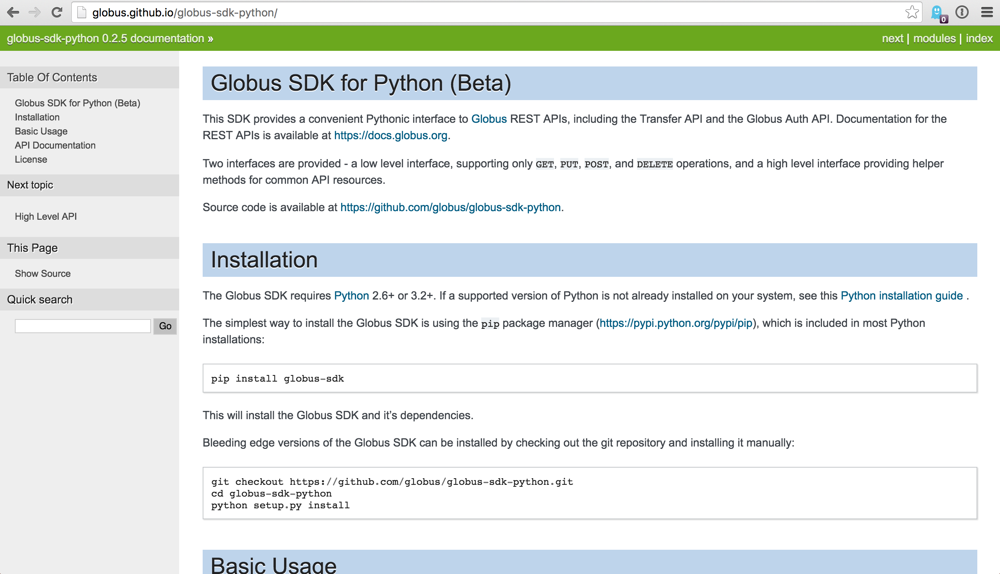 globus.github.io/globus-sdk-python/
0
globus-sdk-python 0.2.5 documentation »
next | modules | index
Table Of Contents
Globus SDK for Python (Beta)
Installation
Basic Usage
API Documentation
License
Next topic
High Level API
This Page
Show Source
Quick search
Go
Globus SDK for Python (Beta)
This SDK provides a convenient Pythonic interface to Globus REST APIs, including the Transfer API and the Globus Auth API. Documentation for the
REST APIs is available at https://docs.globus.org.
Two interfaces are provided - a low level interface, supporting only GET, PUT, POST, and DELETE operations, and a high level interface providing helper
methods for common API resources.
Source code is available at https://github.com/globus/globus-sdk-python.
Installation
The Globus SDK requires Python 2.6+ or 3.2+. If a supported version of Python is not already installed on your system, see this Python installation guide .
The simplest way to install the Globus SDK is using the pip package manager (https://pypi.python.org/pypi/pip), which is included in most Python
installations:
pip install globus-sdk
This will install the Globus SDK and it’s dependencies.
Bleeding edge versions of the Globus SDK can be installed by checking out the git repository and installing it manually:
git checkout https://github.com/globus/globus-sdk-python.git
cd globus-sdk-python
python setup.py install
Basic Usage